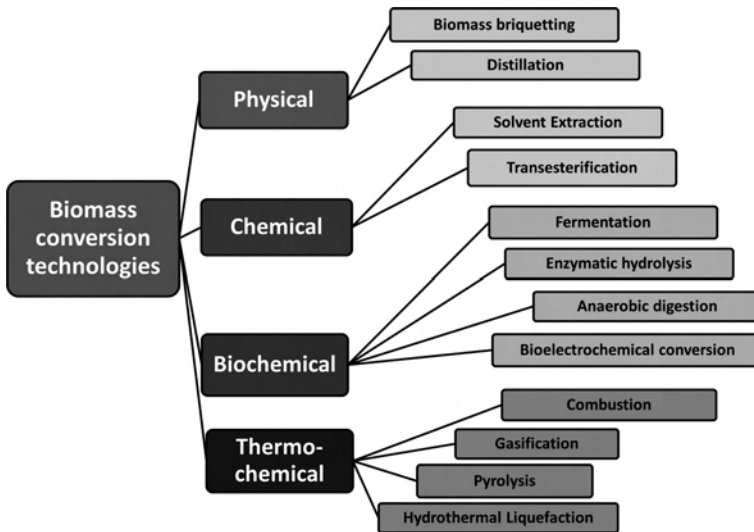 Biomass
conversion
technologies
Physical
Biomass briquetting
Distillation
Chemical
Solvent Extraction
Transesterification
Biochemical
Fermentation
Enzymatic hydrolysis
Anaerobic digestion
Bioelectrochemical conversion
Thermo-
chemical
Combustion
Gasification
Pyrolysis
Hydrothermal Liquefaction